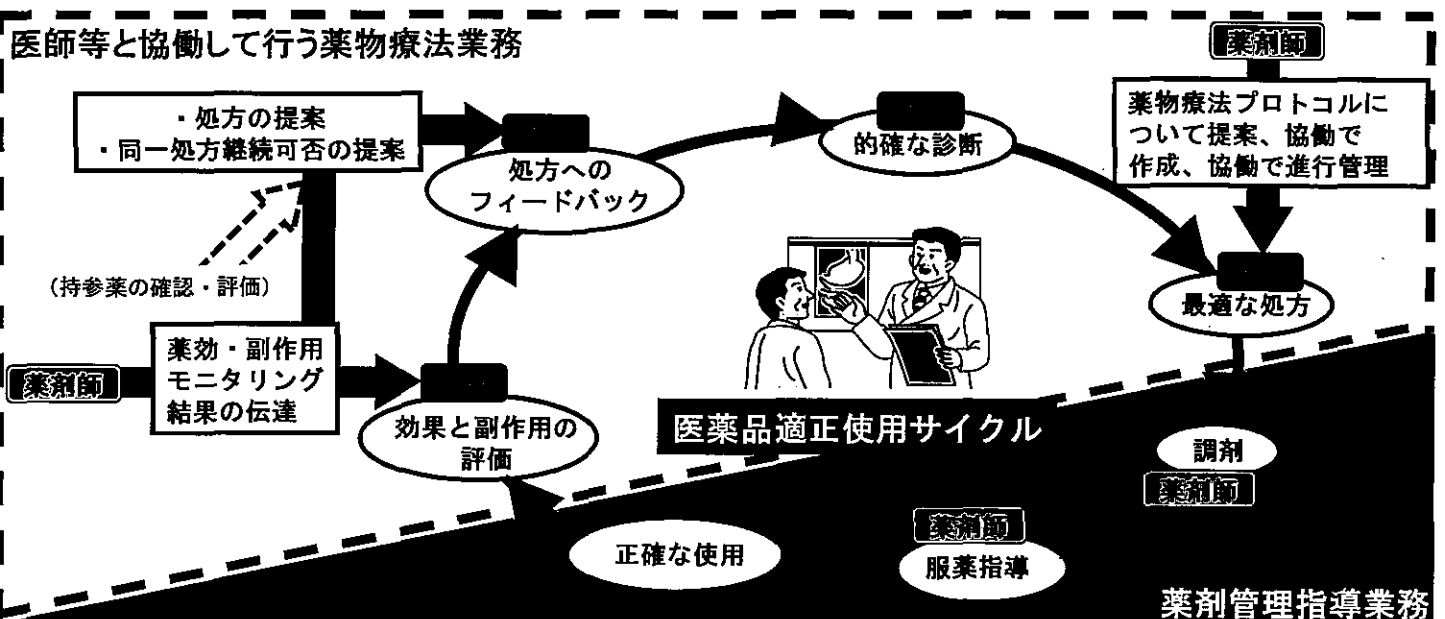 医師等と協働して行う薬物療法業務
薬剤師
・処方の提案
・同一処方継続可否の提案
薬物療法プロトコルに
ついて提案、協働で
作成、協働で進行管理
処方への
フィードバック
的確な診断
最適な処方
(持参薬の確認・評価)
薬剤師
薬効・副作用
モニタリング
結果の伝達
効果と副作用の
評価
医薬品適正使用サイクル
調剤
薬剤師
薬剤師
服薬指導
正確な使用
薬剤管理指導業務